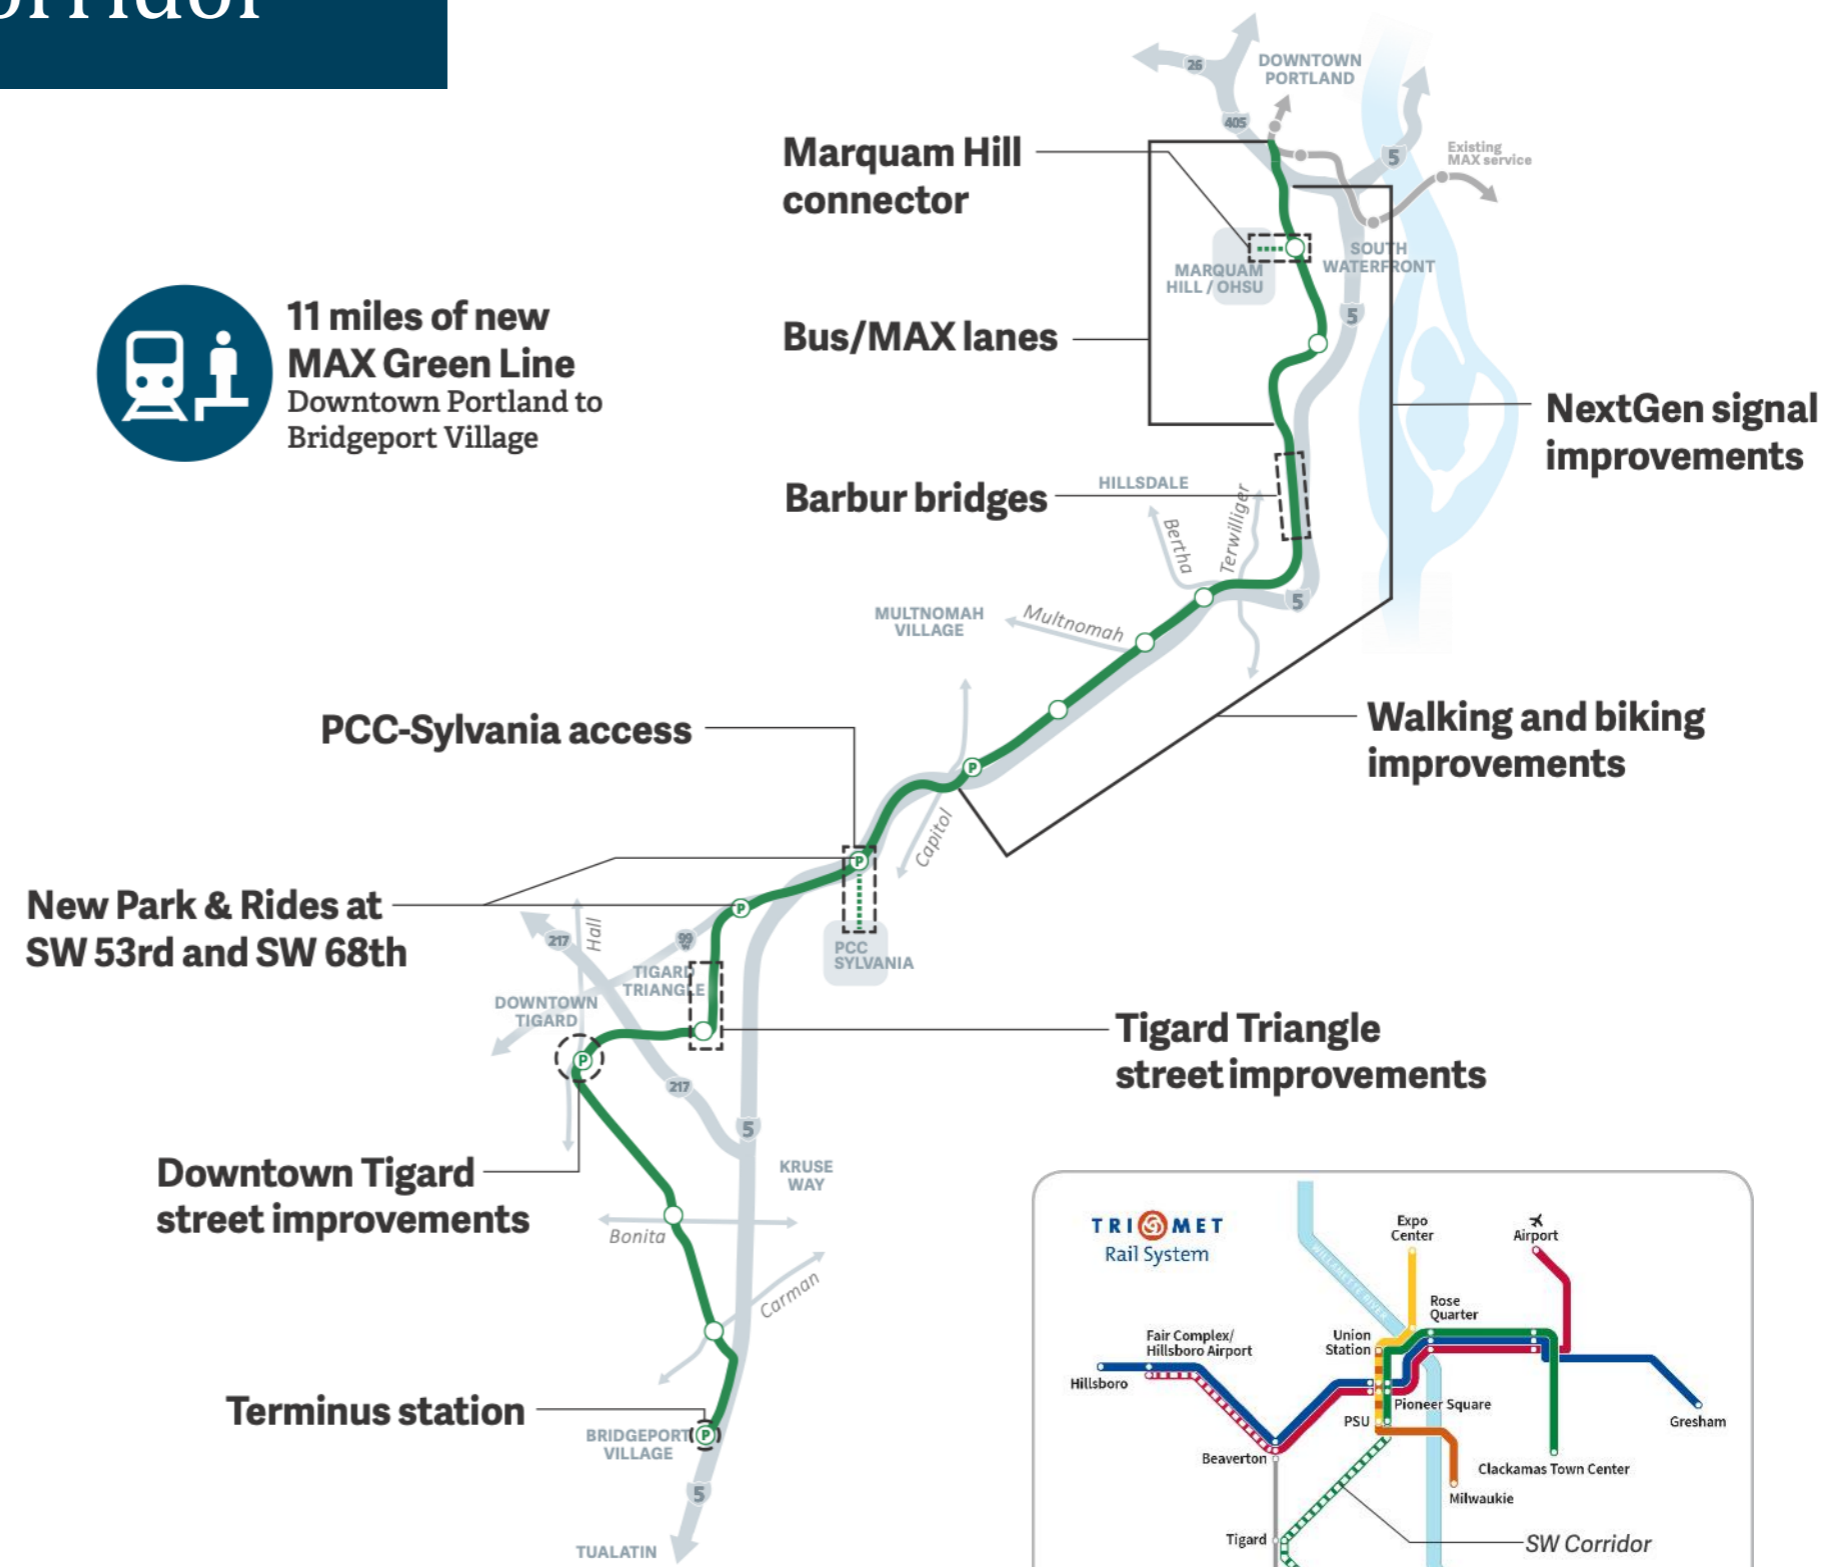 26
DOWNTOWN
PORTLAND
405
Marquam Hill
connector
5
Existing
MAX service
SOUTH
WATERFRONT
MARQUAM
HILL / OHSU
11 miles of new
MAX Green Line
Downtown Portland to
Bridgeport Village
Bus/MAX lanes
5
NextGen signal
improvements
Barbur bridges
HILLSDALE
Bertha
Terwilliger
5
MULTNOMAH
VILLAGE
Multnomah
PCC-Sylvania access
Walking and biking
improvements
P
Capitol
P
New Park & Rides at
SW 53rd and SW 68th
P
217
Hall
99
PCC
SYLVANIA
TIGARD
TRIANGLE
DOWNTOWN
TIGARD
Tigard Triangle
street improvements
P
217
5
Downtown Tigard
street improvements
KRUSE
WAY
Bonita
Carman
Terminus station
BRIDGEPORT
VILLAGE
P
5
TUALATIN
TRI MET
Rail System
WILLAMETTE RIVER
Expo
Center
Airport
Rose
Quarter
Union
Station
Fair Complex/
Hillsboro Airport
Hillsboro
Pioneer Square
PSU
Gresham
Beaverton
Clackamas Town Center
Milwaukie
Tigard
SW Corridor